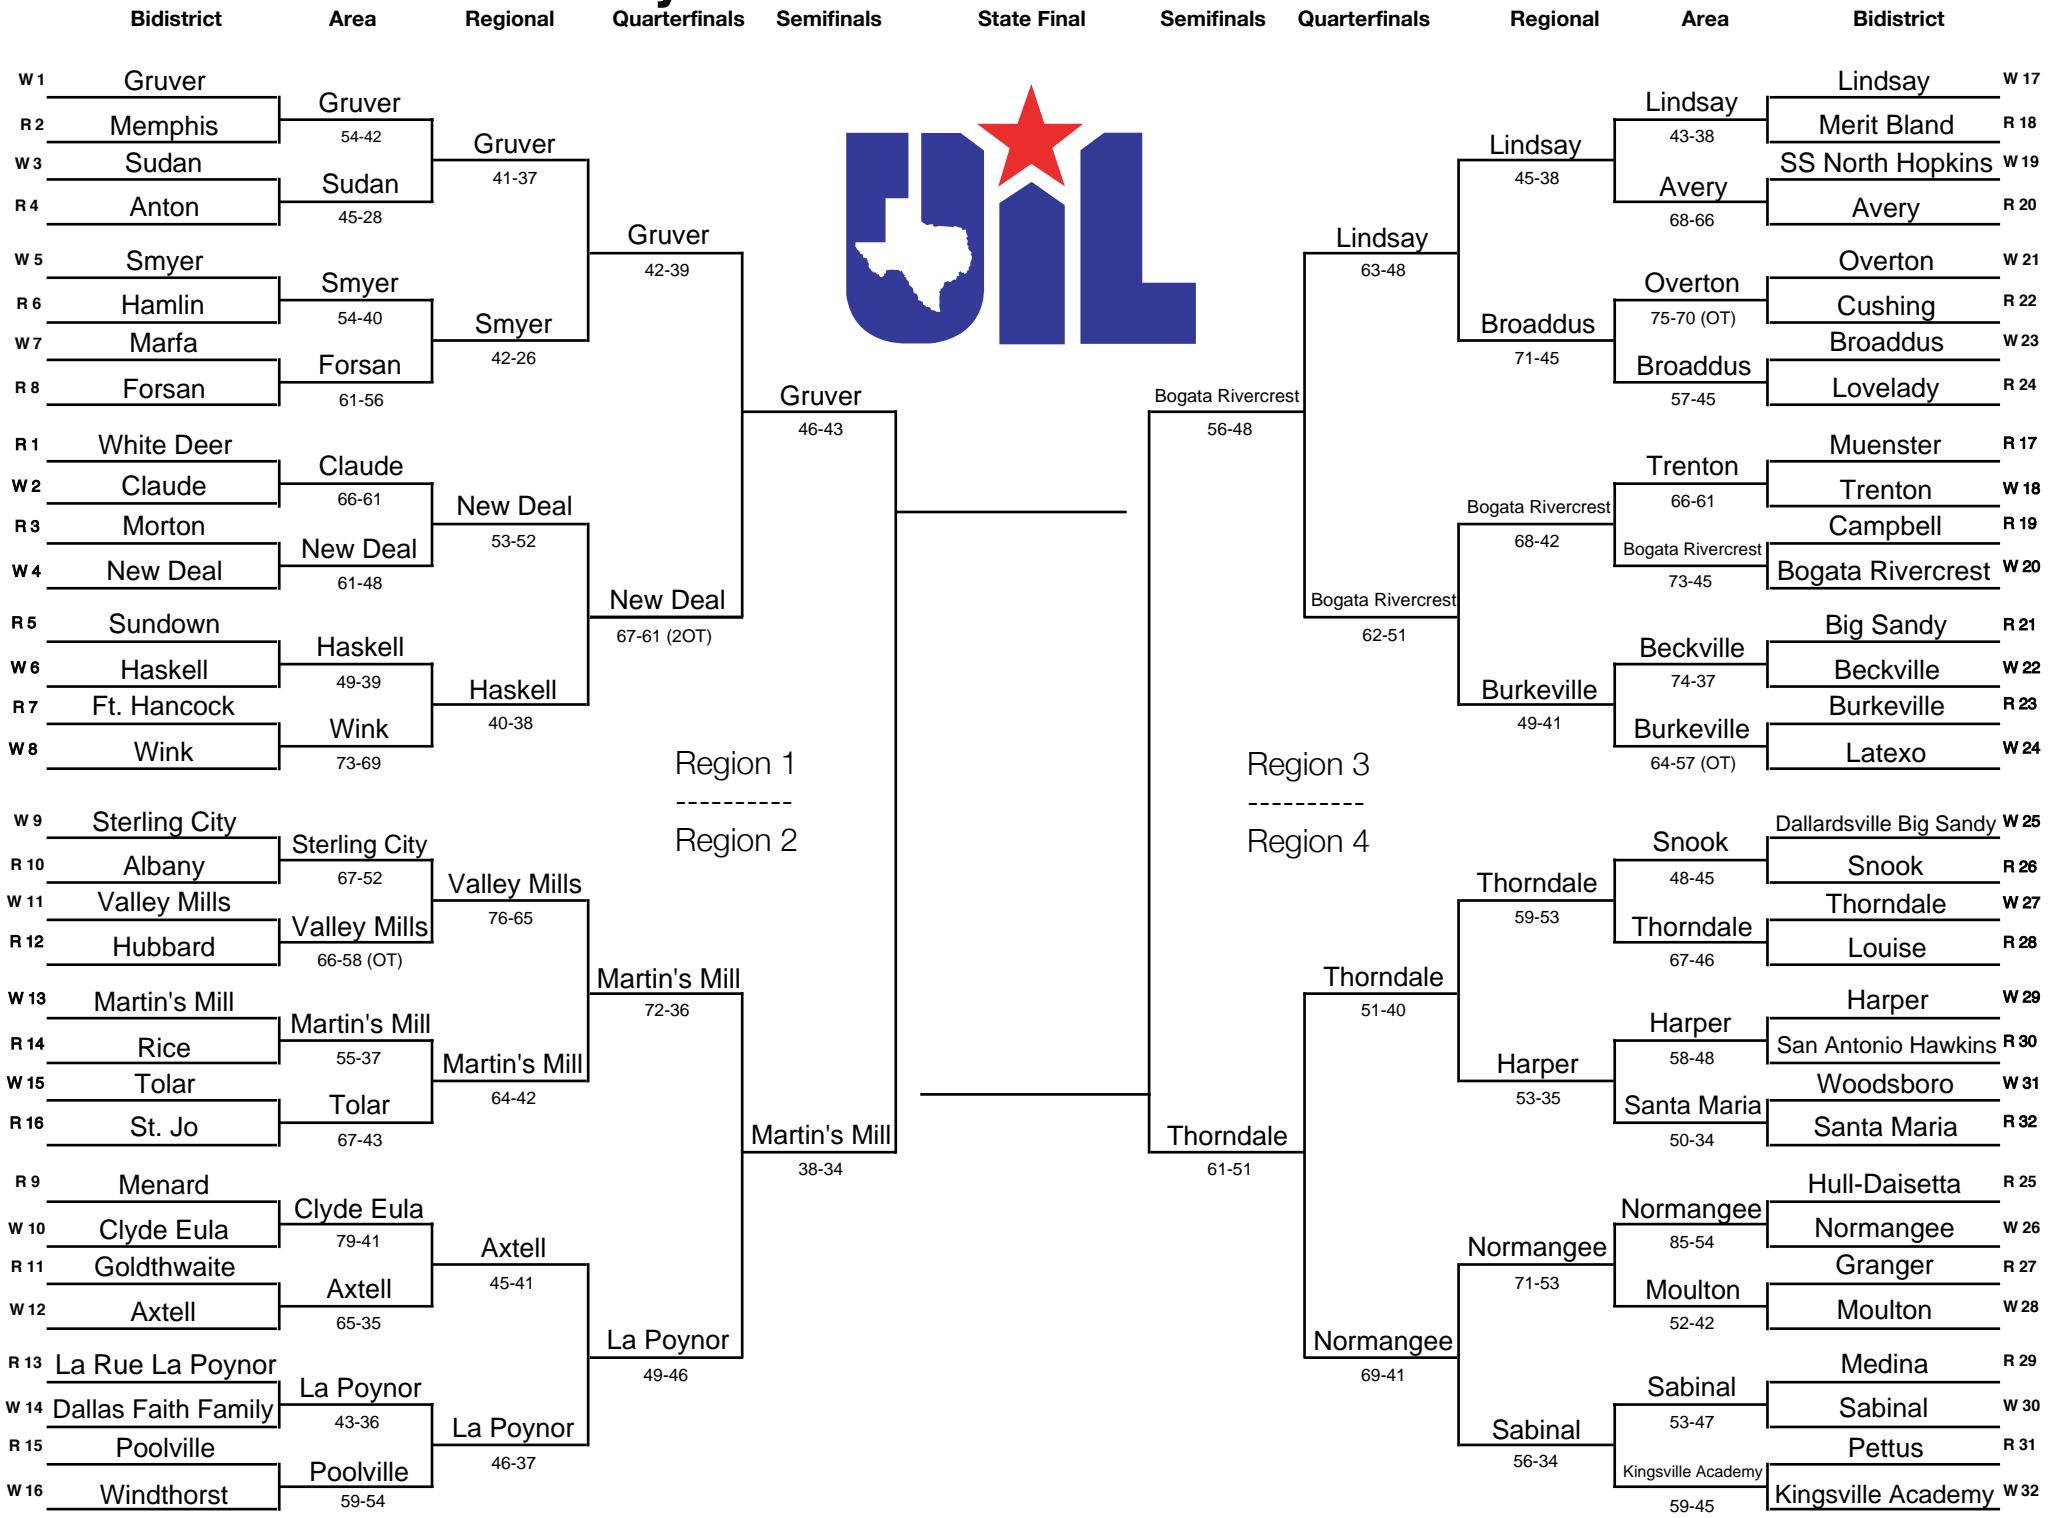 Bidistrict Area Regional Quarterfinals Semifinals State Final Semifinals Quarterfinals Regional Area Bidistrict
W 1 Gruver
R 2 Memphis
W 3 Sudan
R 4 Anton
W 5 Smyer
R 6 Hamlin
W 7 Marfa
R 8 Forsan
R 1 White Deer
W 2 Claude
R 3 Morton
W 4 New Deal
R 5 Sundown
W 6 Haskell
R 7 Ft. Hancock
W 8 Wink
W 9 Sterling City
R 10 Albany
W 11 Valley Mills
R 12 Hubbard
W 13 Martin's Mill
R 14 Rice
W 15 Tolar
R 16 St. Jo
R 9 Menard
W 10 Clyde Eula
R 11 Goldthwaite
W 12 Axtell
R 13 La Rue La Poynor
W 14 Dallas Faith Family
R 15 Poolville
W 16 Windthorst
Gruver
54-42
Sudan
45-28
Smyer
54-40
Forsan
61-56
Claude
66-61
New Deal
61-48
Haskell
49-39
Wink
73-69
Sterling City
67-52
Valley Mills
66-58 (OT)
Martin's Mill
55-37
Tolar
67-43
Clyde Eula
79-41
Axtell
65-35
La Poynor
43-36
Poolville
59-54
Gruver
41-37
Smyer
42-26
New Deal
53-52
Haskell
40-38
Valley Mills
76-65
Martin's Mill
64-42
Axtell
45-41
La Poynor
46-37
Gruver
42-39
New Deal
67-61 (2OT)
Region 1
----------
Region 2
Martin's Mill
72-36
La Poynor
49-46
Gruver
46-43
Martin's Mill
38-34
UIL
Bogata Rivercrest
56-48
Thorndale
61-51
Lindsay
63-48
Bogata Rivercrest
62-51
Region 3
----------
Region 4
Thorndale
51-40
Normangee
69-41
Lindsay
45-38
Broaddus
71-45
Bogata Rivercrest
68-42
Burkeville
49-41
Thorndale
59-53
Harper
53-35
Normangee
71-53
Sabinal
56-34
Lindsay
43-38
Avery
68-66
Overton
75-70 (OT)
Broaddus
57-45
Trenton
66-61
Bogata Rivercrest
73-45
Beckville
74-37
Burkeville
64-57 (OT)
Snook
48-45
Thorndale
67-46
Harper
58-48
Santa Maria
50-34
Normangee
85-54
Moulton
52-42
Sabinal
53-47
Kingsville Academy
59-45
Lindsay W 17
Merit Bland R 18
SS North Hopkins W 19
Avery R 20
Overton W 21
Cushing R 22
Broaddus W 23
Lovelady R 24
Muenster R 17
Trenton W 18
Campbell R 19
Bogata Rivercrest W 20
Big Sandy R 21
Beckville W 22
Burkeville R 23
Latexo W 24
Dallardsville Big Sandy W 25
Snook R 26
Thorndale W 27
Louise R 28
Harper W 29
San Antonio Hawkins R 30
Woodsboro W 31
Santa Maria R 32
Hull-Daisetta R 25
Normangee W 26
Granger R 27
Moulton W 28
Medina R 29
Sabinal W 30
Pettus R 31
Kingsville Academy W 32